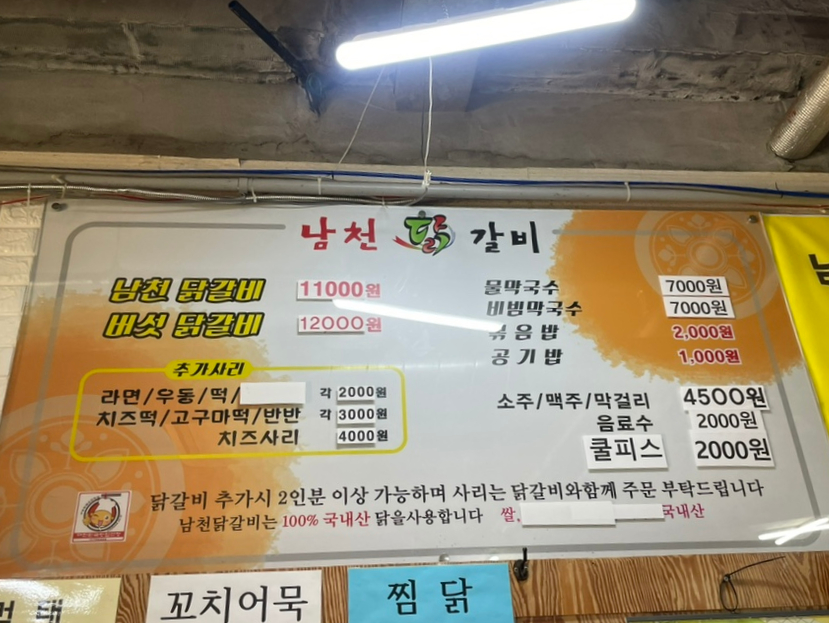 남천 닭 갈비
남천 닭갈비 11000원
버섯 닭갈비 12000원
추가사리
라면/우동/떡/ 각 2000원
치즈떡/고구마떡/반반 각 3000원
치즈사리 4000원
물막국수 7000원
비빔막국수 7000원
볶음밥 2,000원
공기밥 1,000원
소주/맥주/막걸리 4500원
음료수 2000원
쿨피스 2000원
닭갈비 추가시 2인분 이상 가능하며 사리는 닭갈비와함께 주문 부탁드립니다
남천닭갈비는 100% 국내산 닭을사용합니다 쌀, 국내산
꼬치어묵
찜 닭